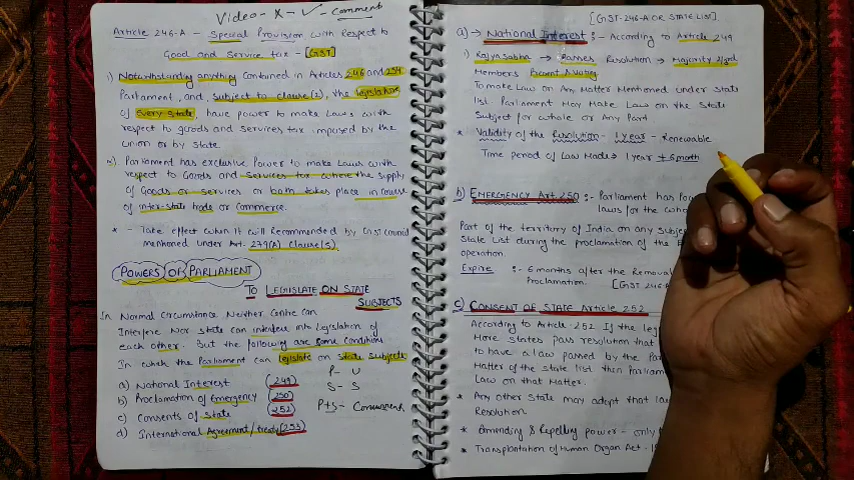 Video - X - ✓ - Comment
Article 246-A - Special Provision with Respect to
Good and Service tax - [GST]
i) Notwithstanding anything Contained in Articles 246 and 254
Parliament, and, subject to clause (2), the legislature
of Every State, have power to make Laws with
respect to goods and services tax imposed by the
union or by State
Parliament has exclusive Power to make laws with
respect to Goods and Services tax where the supply
of Goods or services or both takes place in course
of inter-state trade or Commerce.
* - Take effect when it will Recommended by GST Council
menhoned under Art. 279(A) Clause(5).
POWERS OF PARLIAMENT
TO LEGISLATE ON STATE
SUBJECTS
In Normal Circumstance Neither Centre Can
Interfere Nor state can interfere into Legislation of
each other. But the following are some Conditions
In which the Parliament can legislate on State Subjects
a) National Interest (249)
b) Proclamation of Emergency (250)
c) Consents of State (252)
d) International Agreement/treaty (253)
P - U
S - S
P+S - Concurrent
[GST-246-A OR STATE LIST]
a) → National Interest :- According to Article 249
i) Rajya Sabha → Passes Resolution → Majority 2/3rd
Members Present & Voting
To make Law on Any Matter Mentioned under State
list. Parliament May Make Law on the State
Subject for whole or Any Part
* Validity of the Resolution - 1 year - Renewable
Time period of Law Made → 1 year + 6 month
b) EMERGENCY Art 250 :- Parliament has
laws for the
Part of the territory of India on any
State List during the proclamation of the
operation.
Expire :- 6 months after the Removal
Proclamation. [GST 246
c) CONSENT OF STATE Article 252
According to Article 252 If the
More states pass resolution that
to have a law passed by the
Matter of the state list then
Law on that Matter.
* Any other State may adopt that
Resolution.
* Amending & Repelling power - only
* Transplantation of Human Organ Act -